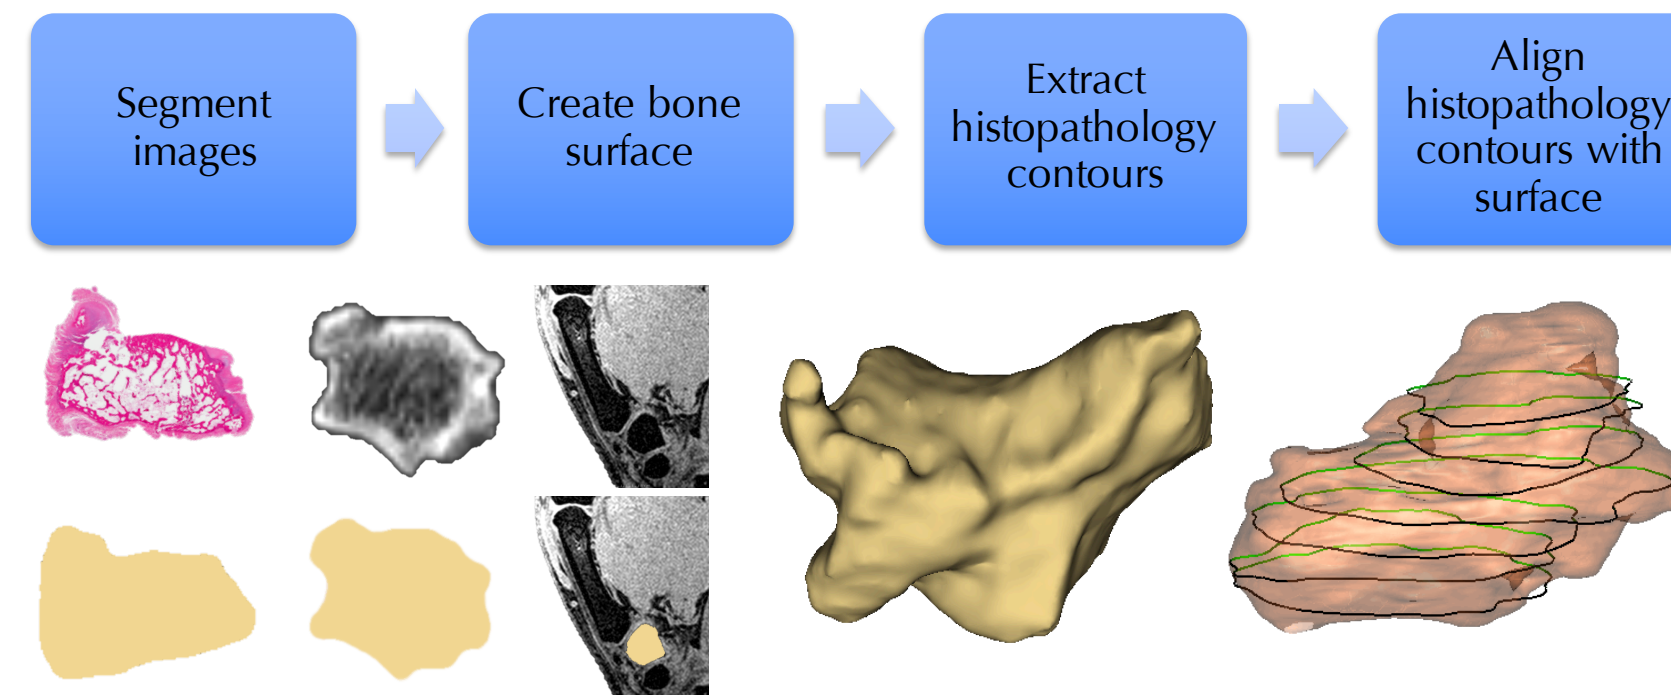 Segment
images
Create bone
surface
Extract
histopathology
contours
Align
histopathology
contours with
surface